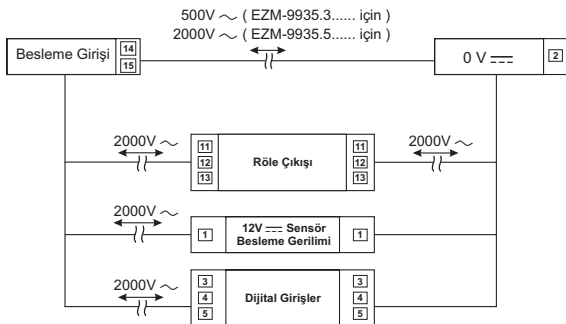 500V ～ ( EZM-9935.3...... için )
2000V ～ ( EZM-9935.5...... için )
Besleme Girişi
14
15
0 V ⎓
2
2000V ～
2000V ～
11
12
13
Röle Çıkışı
11
12
13
2000V ～
1
12V ⎓ Sensör
Besleme Gerilimi
1
2000V ～
3
4
5
Dijital Girişler
3
4
5